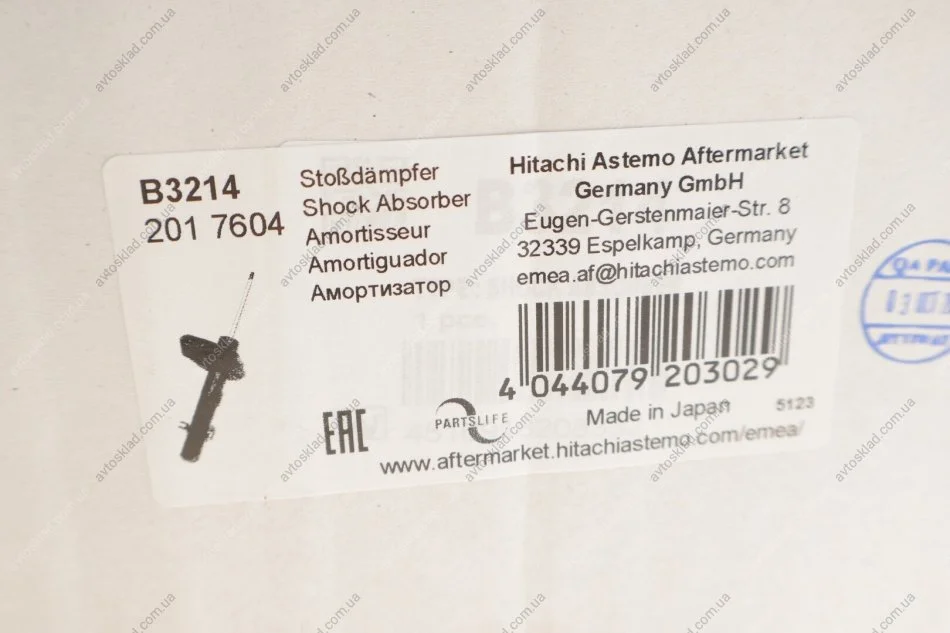 B3214
201 7604
Stoßdämpfer
Shock Absorber
Amortisseur
Amortiguador
Амортизатор
Hitachi Astemo Aftermarket
Germany GmbH
Eugen-Gerstenmaier-Str. 8
32339 Espelkamp, Germany
emea.af@hitachiastemo.com
4 044079 203029
EAC
PARTSLIFE
Made in Japan
5123
www.aftermarket.hitachiastemo.com/emea/
QA PA
avtosklad.com.ua